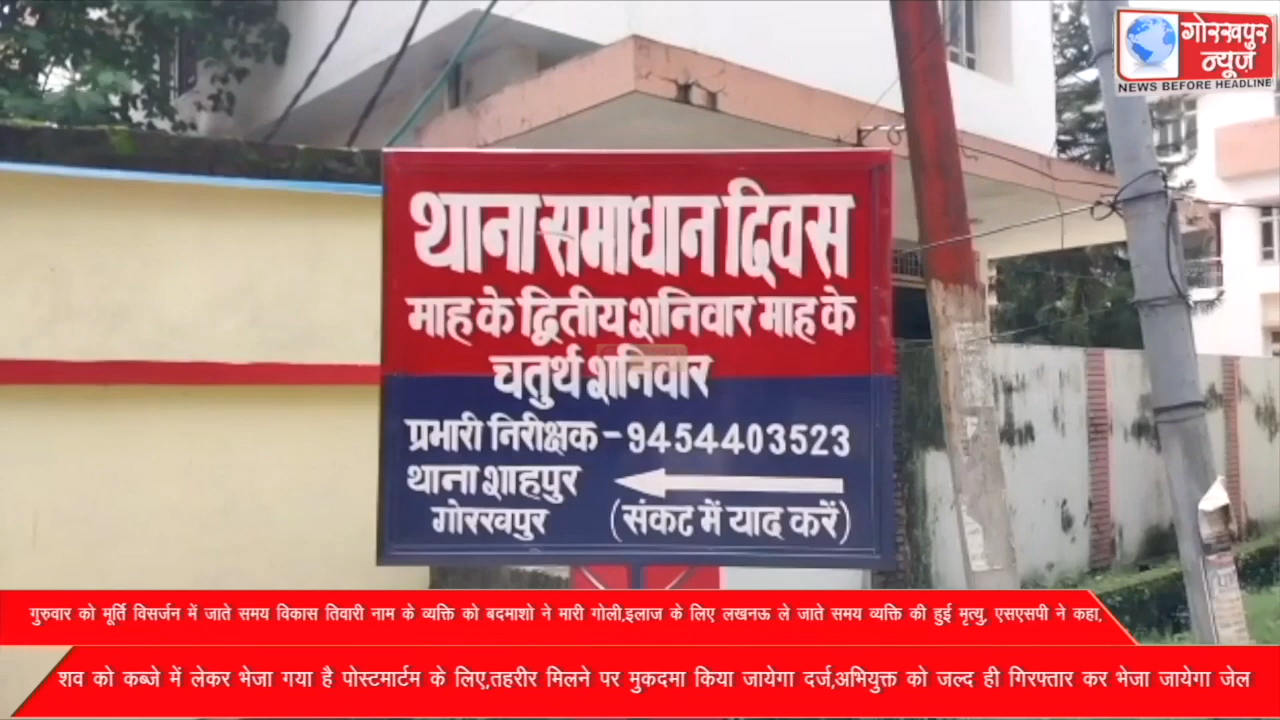 गोरखपुर
न्यूज
NEWS BEFORE HEADLINE
थाना समाधान दिवस
माह के द्वितीय शनिवार माह के
चतुर्थ शनिवार
प्रभारी निरीक्षक - 9454403523
थाना शाहपुर
गोरखपुर (संकट में याद करें)
गुरुवार को मूर्ति विसर्जन में जाते समय विकास तिवारी नाम के व्यक्ति को बदमाशो ने मारी गोली,इलाज के लिए लखनऊ ले जाते समय व्यक्ति की हुई मृत्यु, एसएसपी ने कहा,
शव को कब्जे में लेकर भेजा गया है पोस्टमार्टम के लिए,तहरीर मिलने पर मुकदमा किया जायेगा दर्ज,अभियुक्त को जल्द ही गिरफ्तार कर भेजा जायेगा जेल